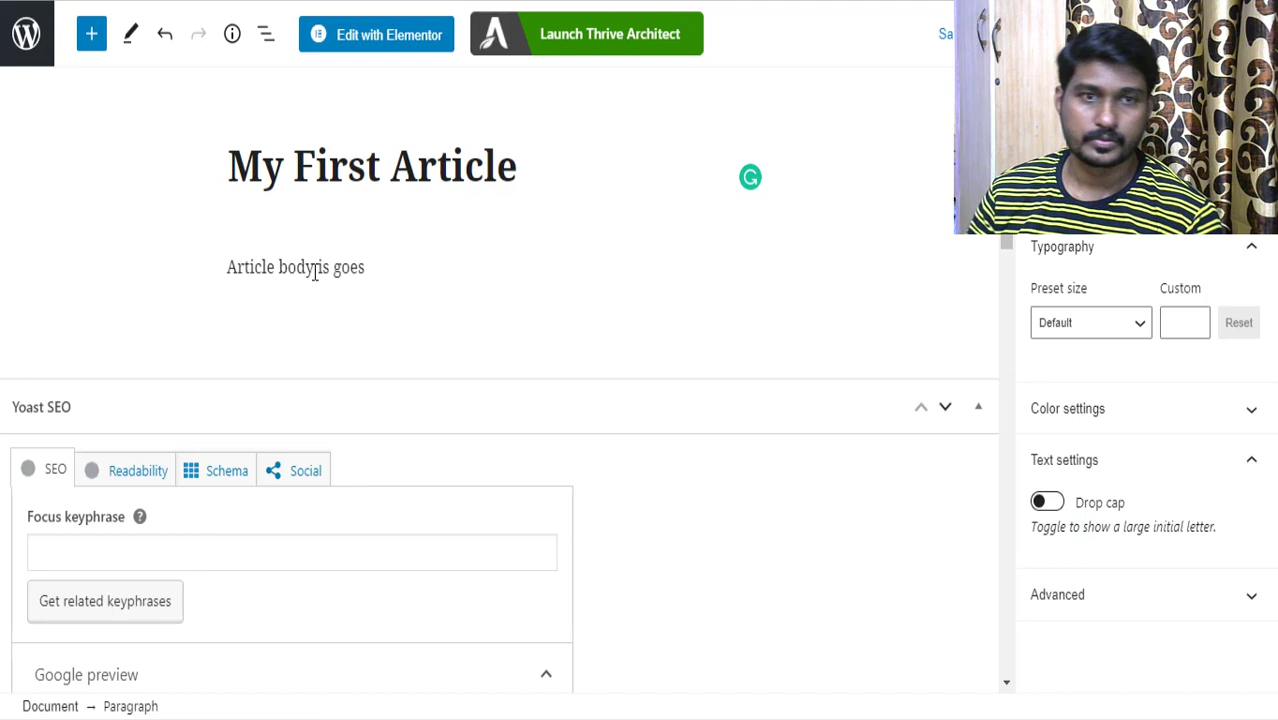 Edit with Elementor
Launch Thrive Architect
Sa
My First Article
Article body is goes
Typography
Preset size
Custom
Default
Reset
Color settings
Text settings
Drop cap
Toggle to show a large initial letter.
Advanced
Yoast SEO
SEO
Readability
Schema
Social
Focus keyphrase
Get related keyphrases
Google preview
Document → Paragraph